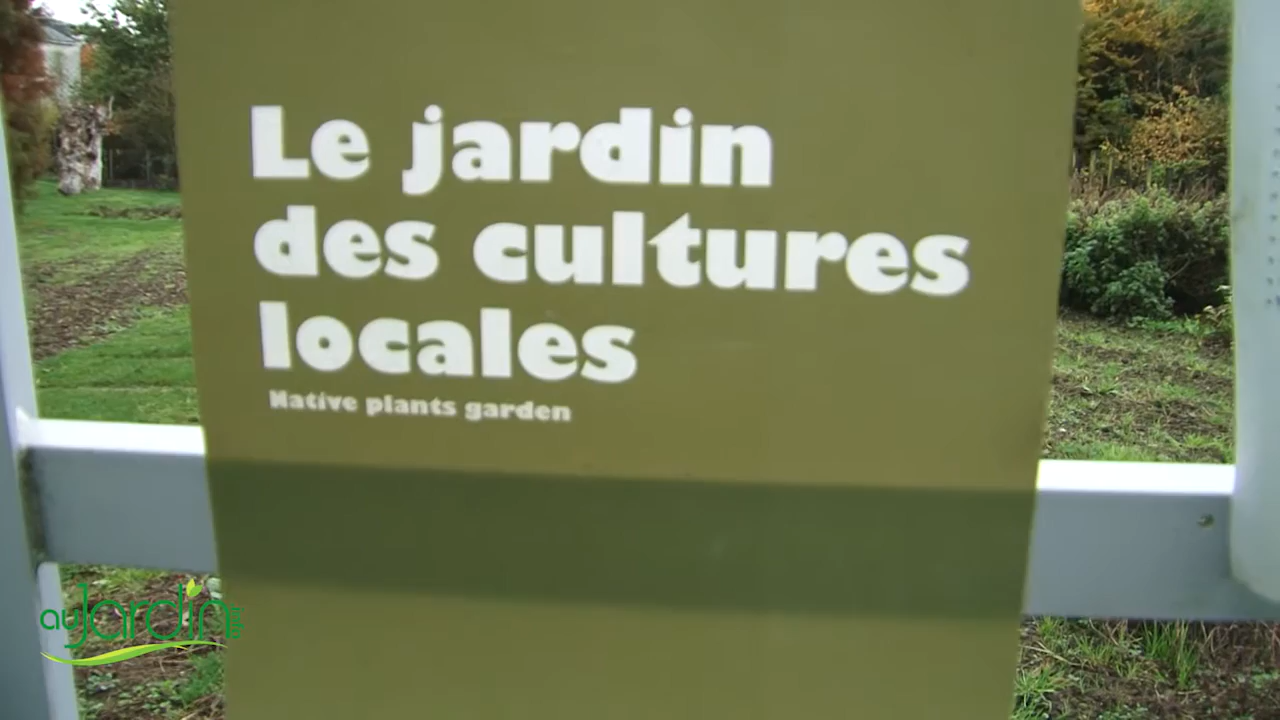 Le jardin
des cultures
locales
Native plants garden
auJardin